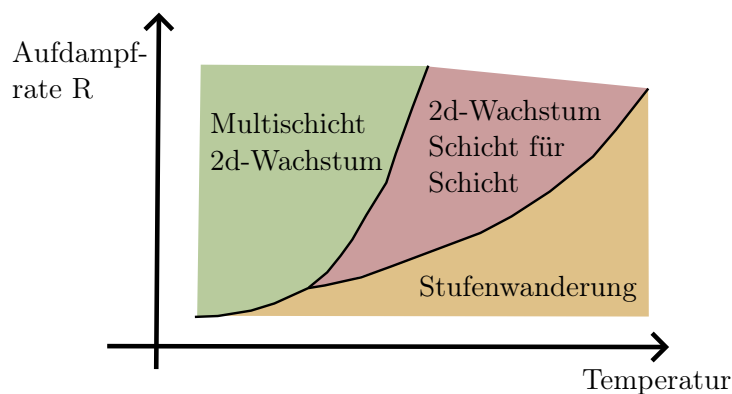 Aufdampf-
rate R
Multischicht
2d-Wachstum
2d-Wachstum
Schicht für
Schicht
Stufenwanderung
Temperatur